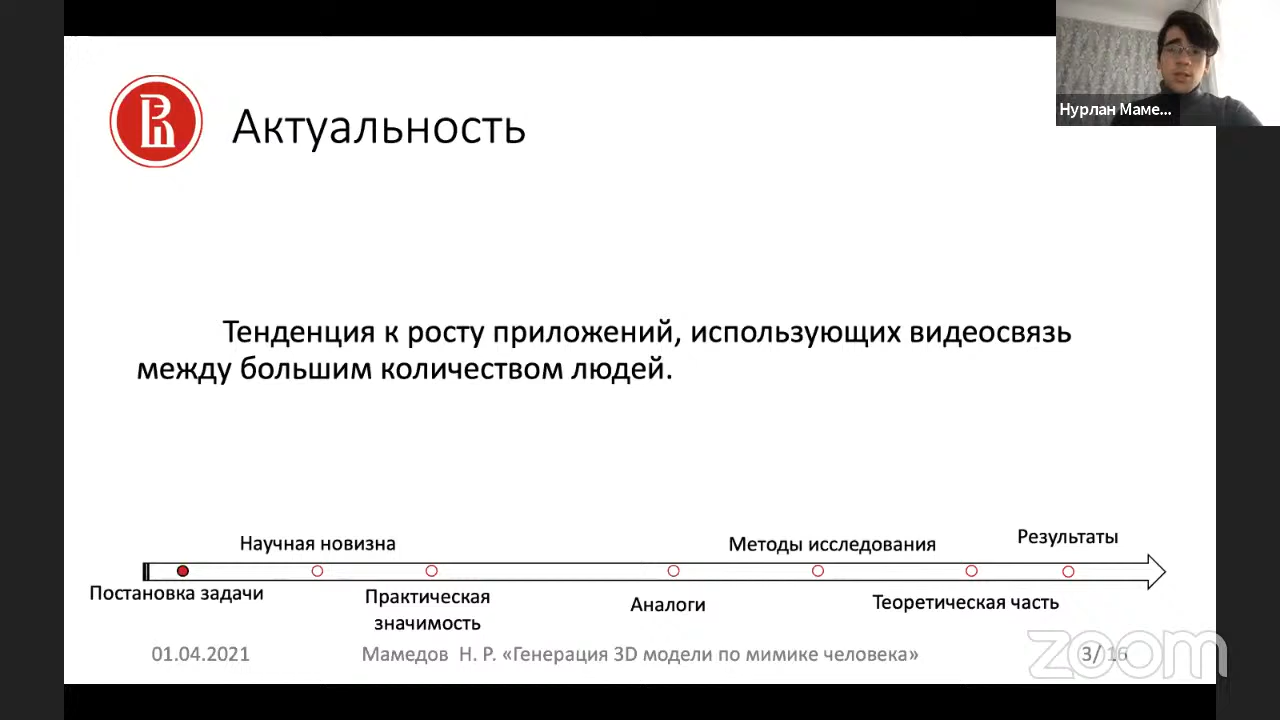 Нурлан Маме...
Актуальность
Тенденция к росту приложений, использующих видеосвязь
между большим количеством людей.
Научная новизна
Методы исследования
Результаты
Постановка задачи
Практическая
значимость
Аналоги
Теоретическая часть
01.04.2021
Мамедов Н. Р. «Генерация 3D модели по мимике человека»
3/ 16
zoom